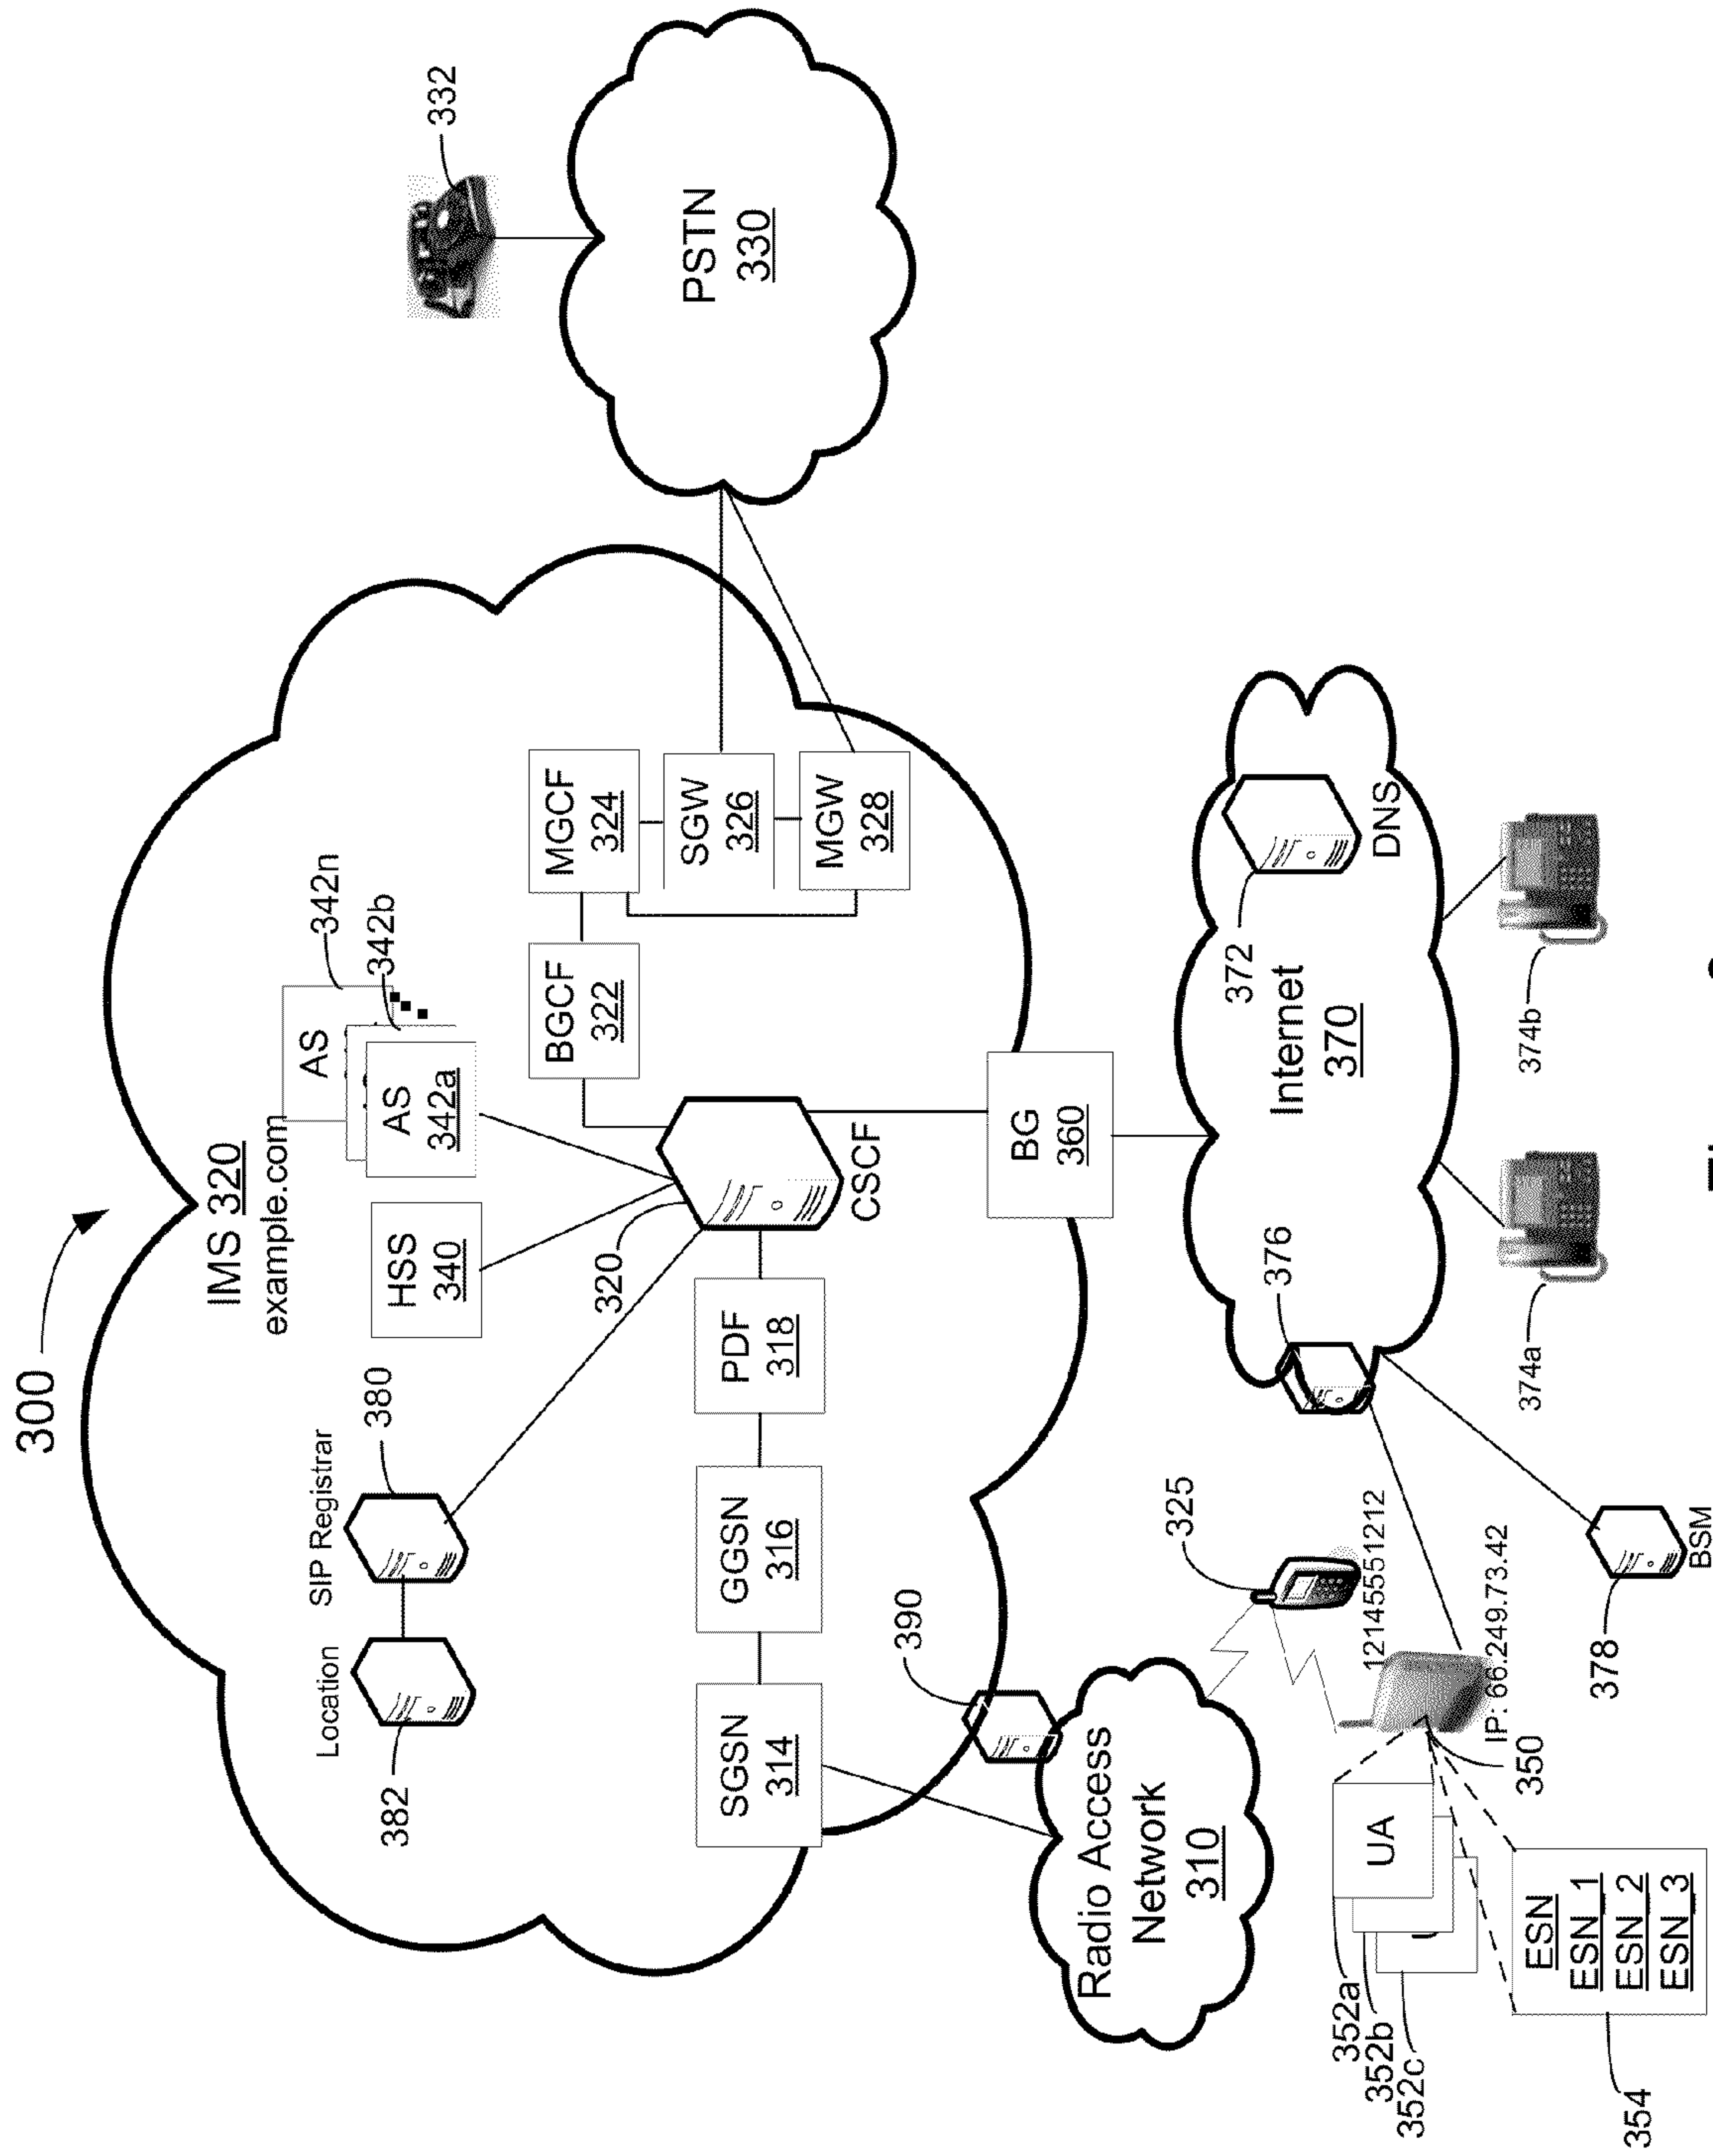 300
IMS 320
example.com
Location
382
SIP Registrar
380
HSS
340
AS
342a
AS
342n
342b
332
SGSN
314
GGSN
316
PDF
318
320
CSCF
BGCF
322
MGCF
324
SGW
326
MGW
328
PSTN
330
390
BG
360
Radio Access
Network
310
325
12145551212
IP: 66.249.73.42
350
376
Internet
370
372
DNS
UA
352a
352b
352c
ESN
ESN_1
ESN_2
ESN_3
354
378
BSM
374a
374b